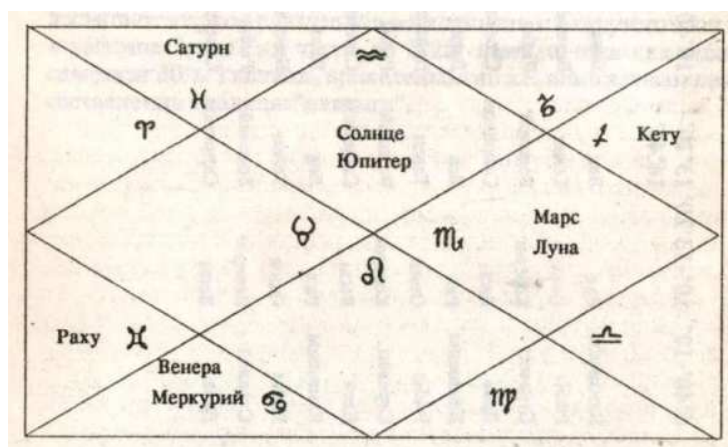 Сатурн ♓ ♒
♈ ♑
Солнце
Юпитер
♐ Кету
♉ ♏ Марс
Луна
♌
Раху ♊
♎
Венера
Меркурий ♋ ♍